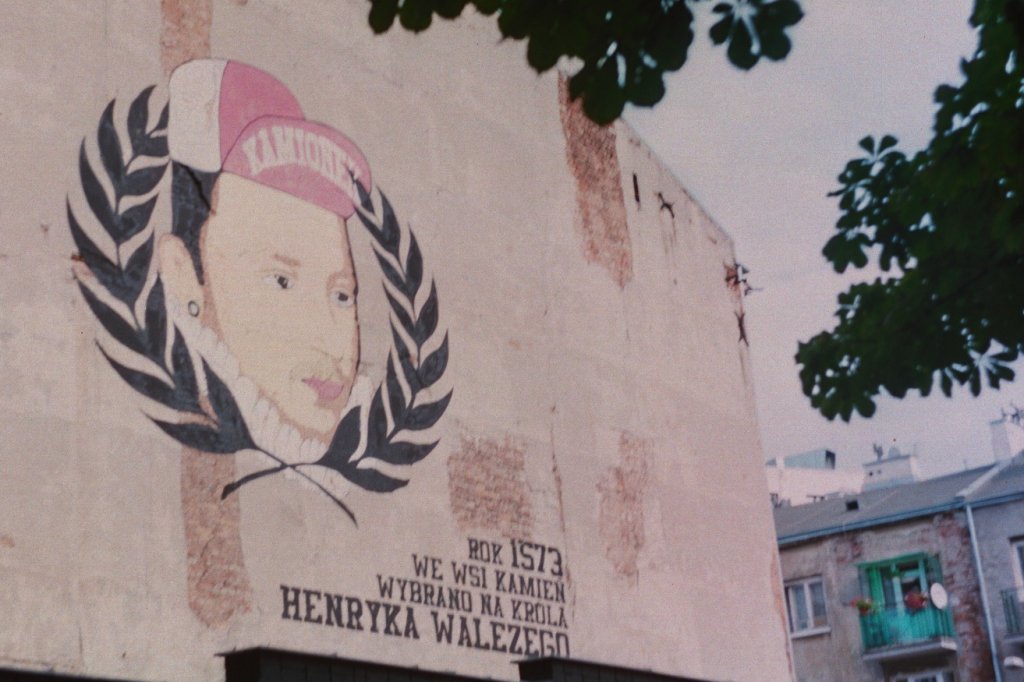 KAMIONEK
ROK 1573
WE WSI KAMIEŃ
WYBRANO NA KRÓLA
HENRYKA WALEZEGO